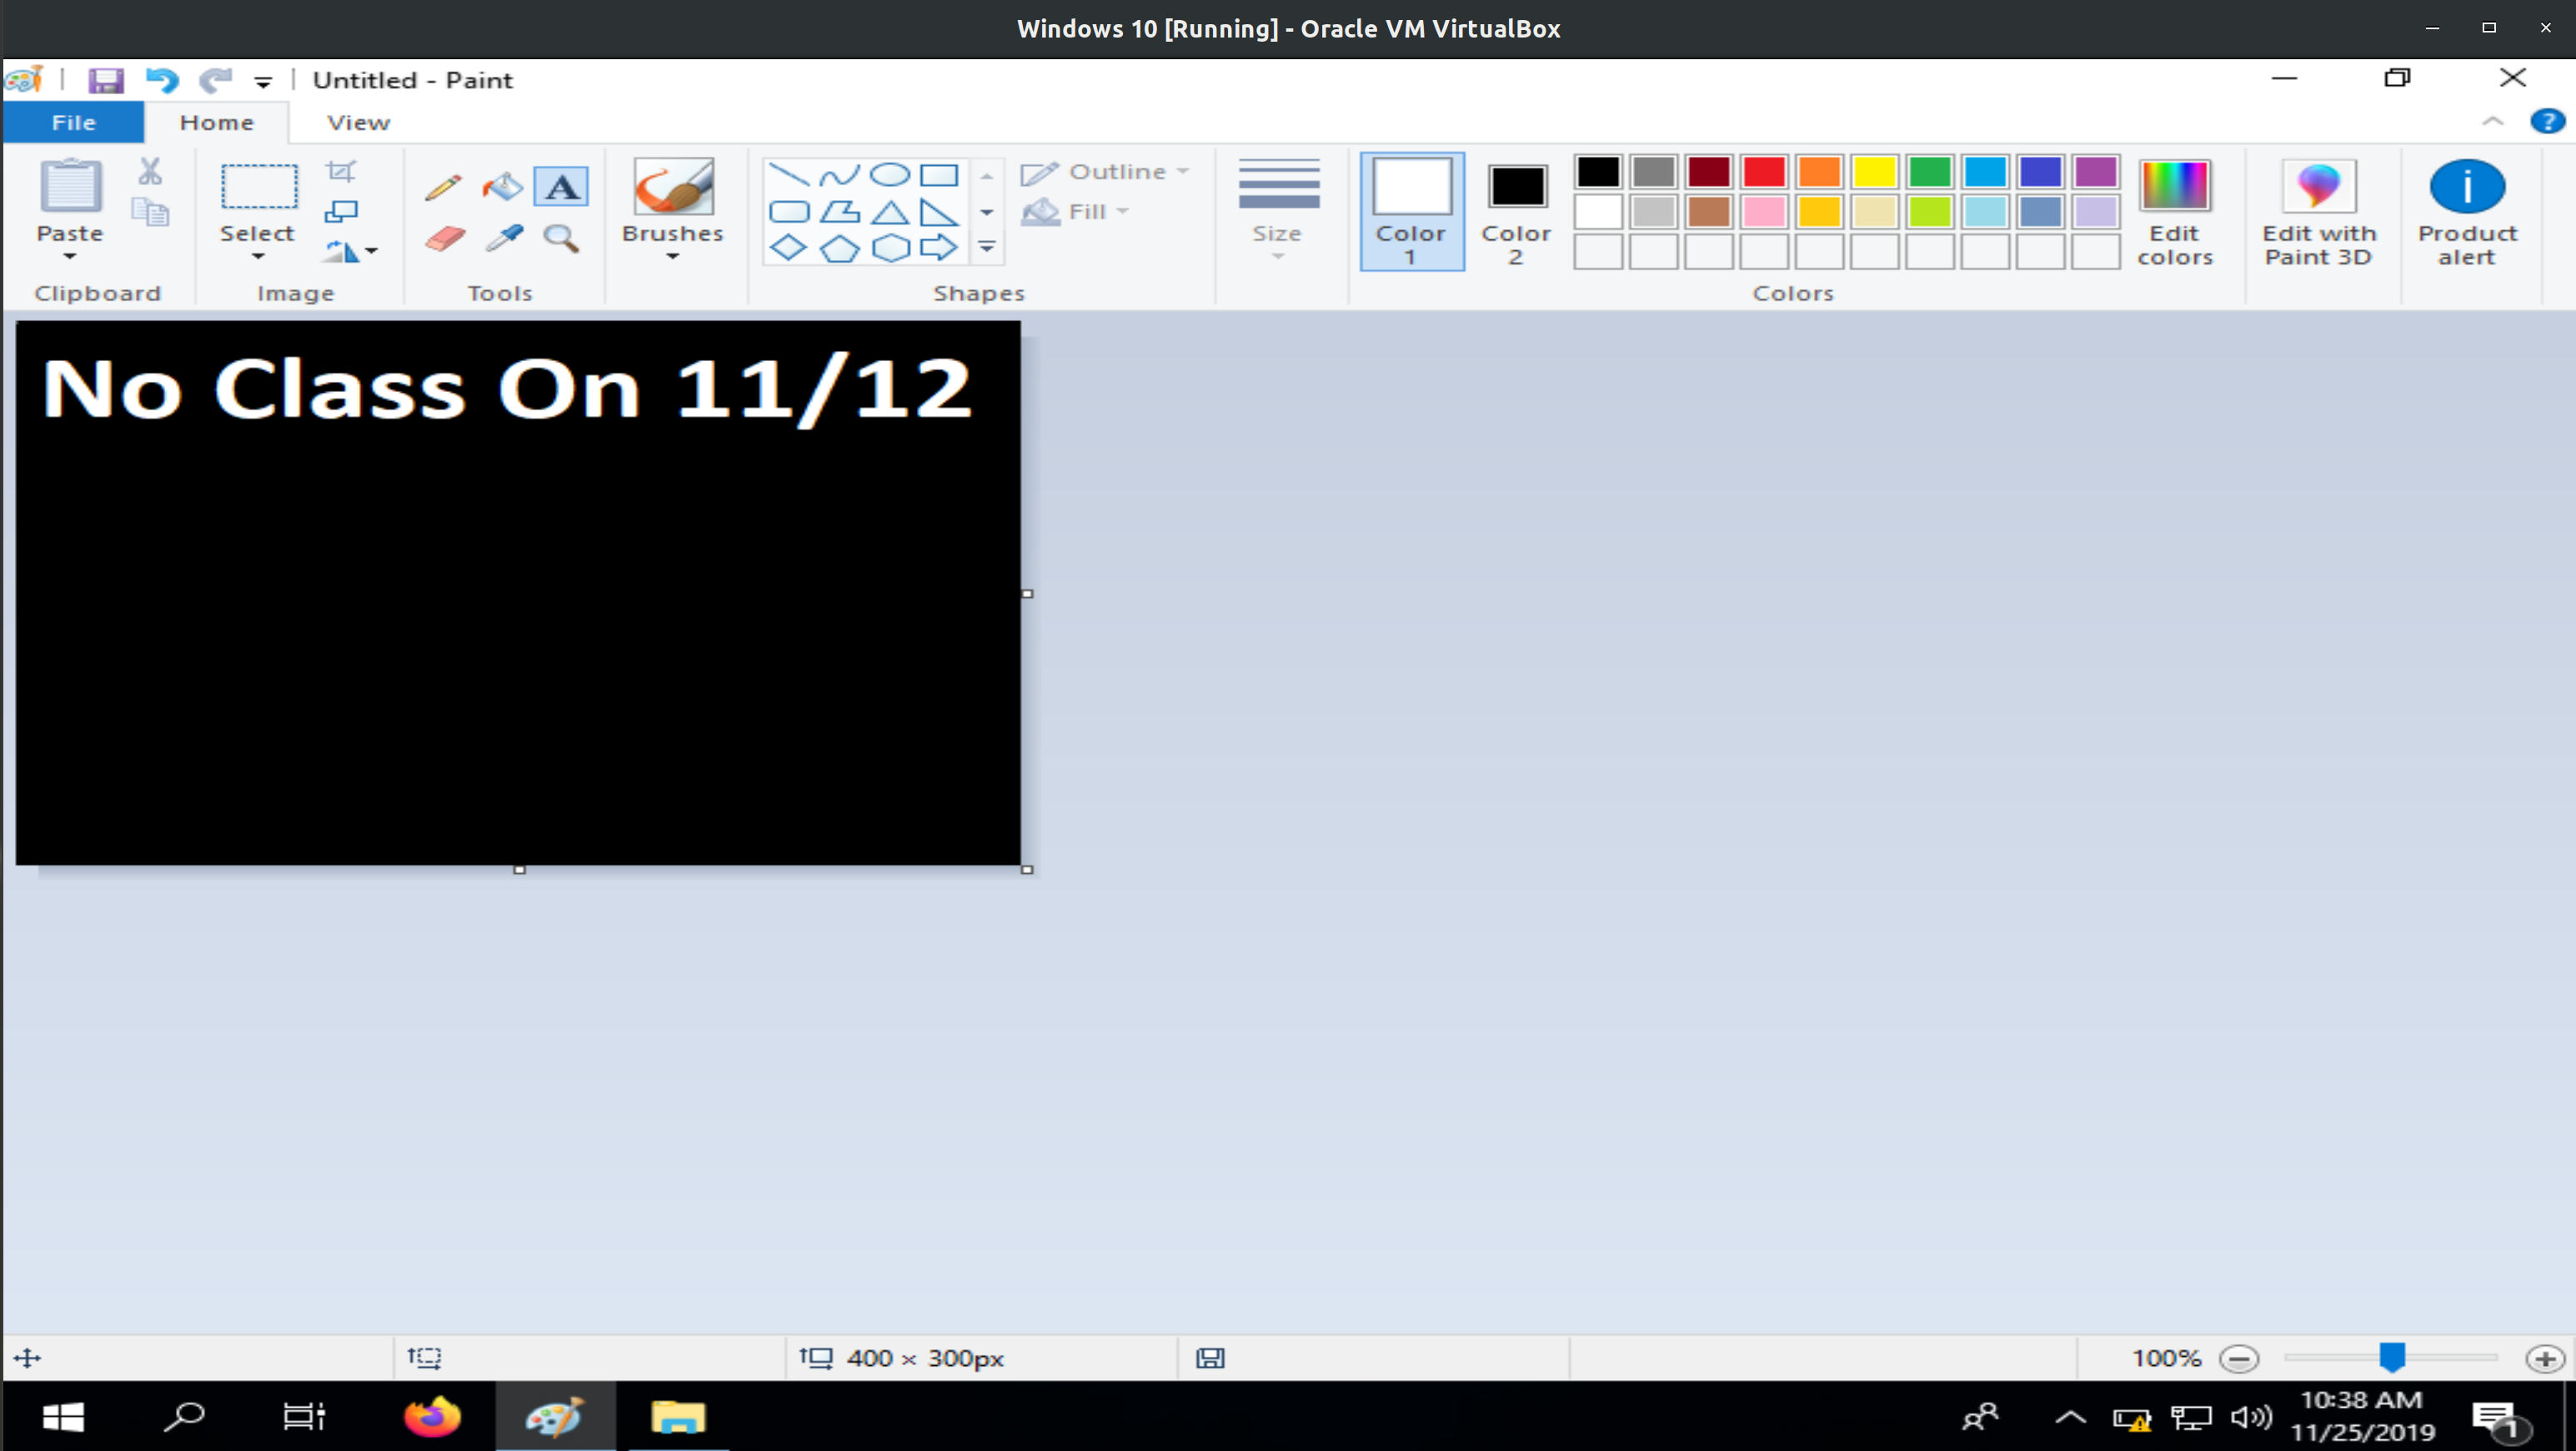 Windows 10 [Running] - Oracle VM VirtualBox
Untitled - Paint
File Home View
Paste
Clipboard
Select
Image
A
Tools
Brushes
Outline
Fill
Shapes
Size
Color 1
Color 2
Colors
Edit colors
Edit with Paint 3D
Product alert
No Class On 11/12
400 × 300px
100%
10:38 AM
11/25/2019
1